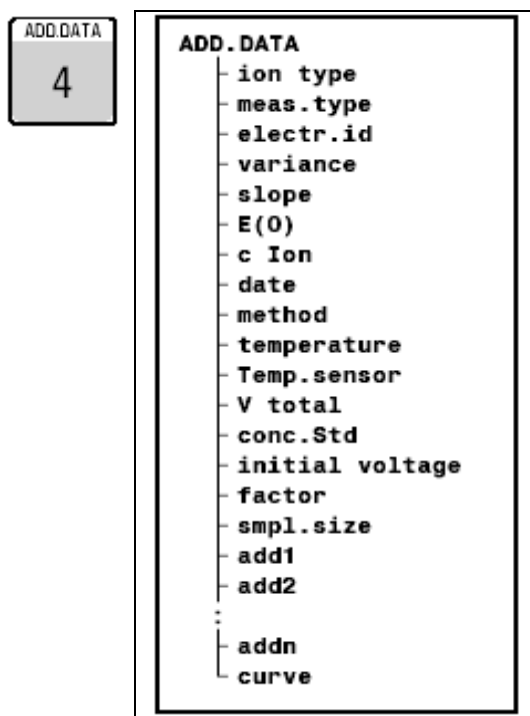 ADD.DATA
4
ADD.DATA
ion type
meas.type
electr.id
variance
slope
E(0)
c Ion
date
method
temperature
Temp.sensor
V total
conc.Std
initial voltage
factor
smpl.size
add1
add2
:
addn
curve